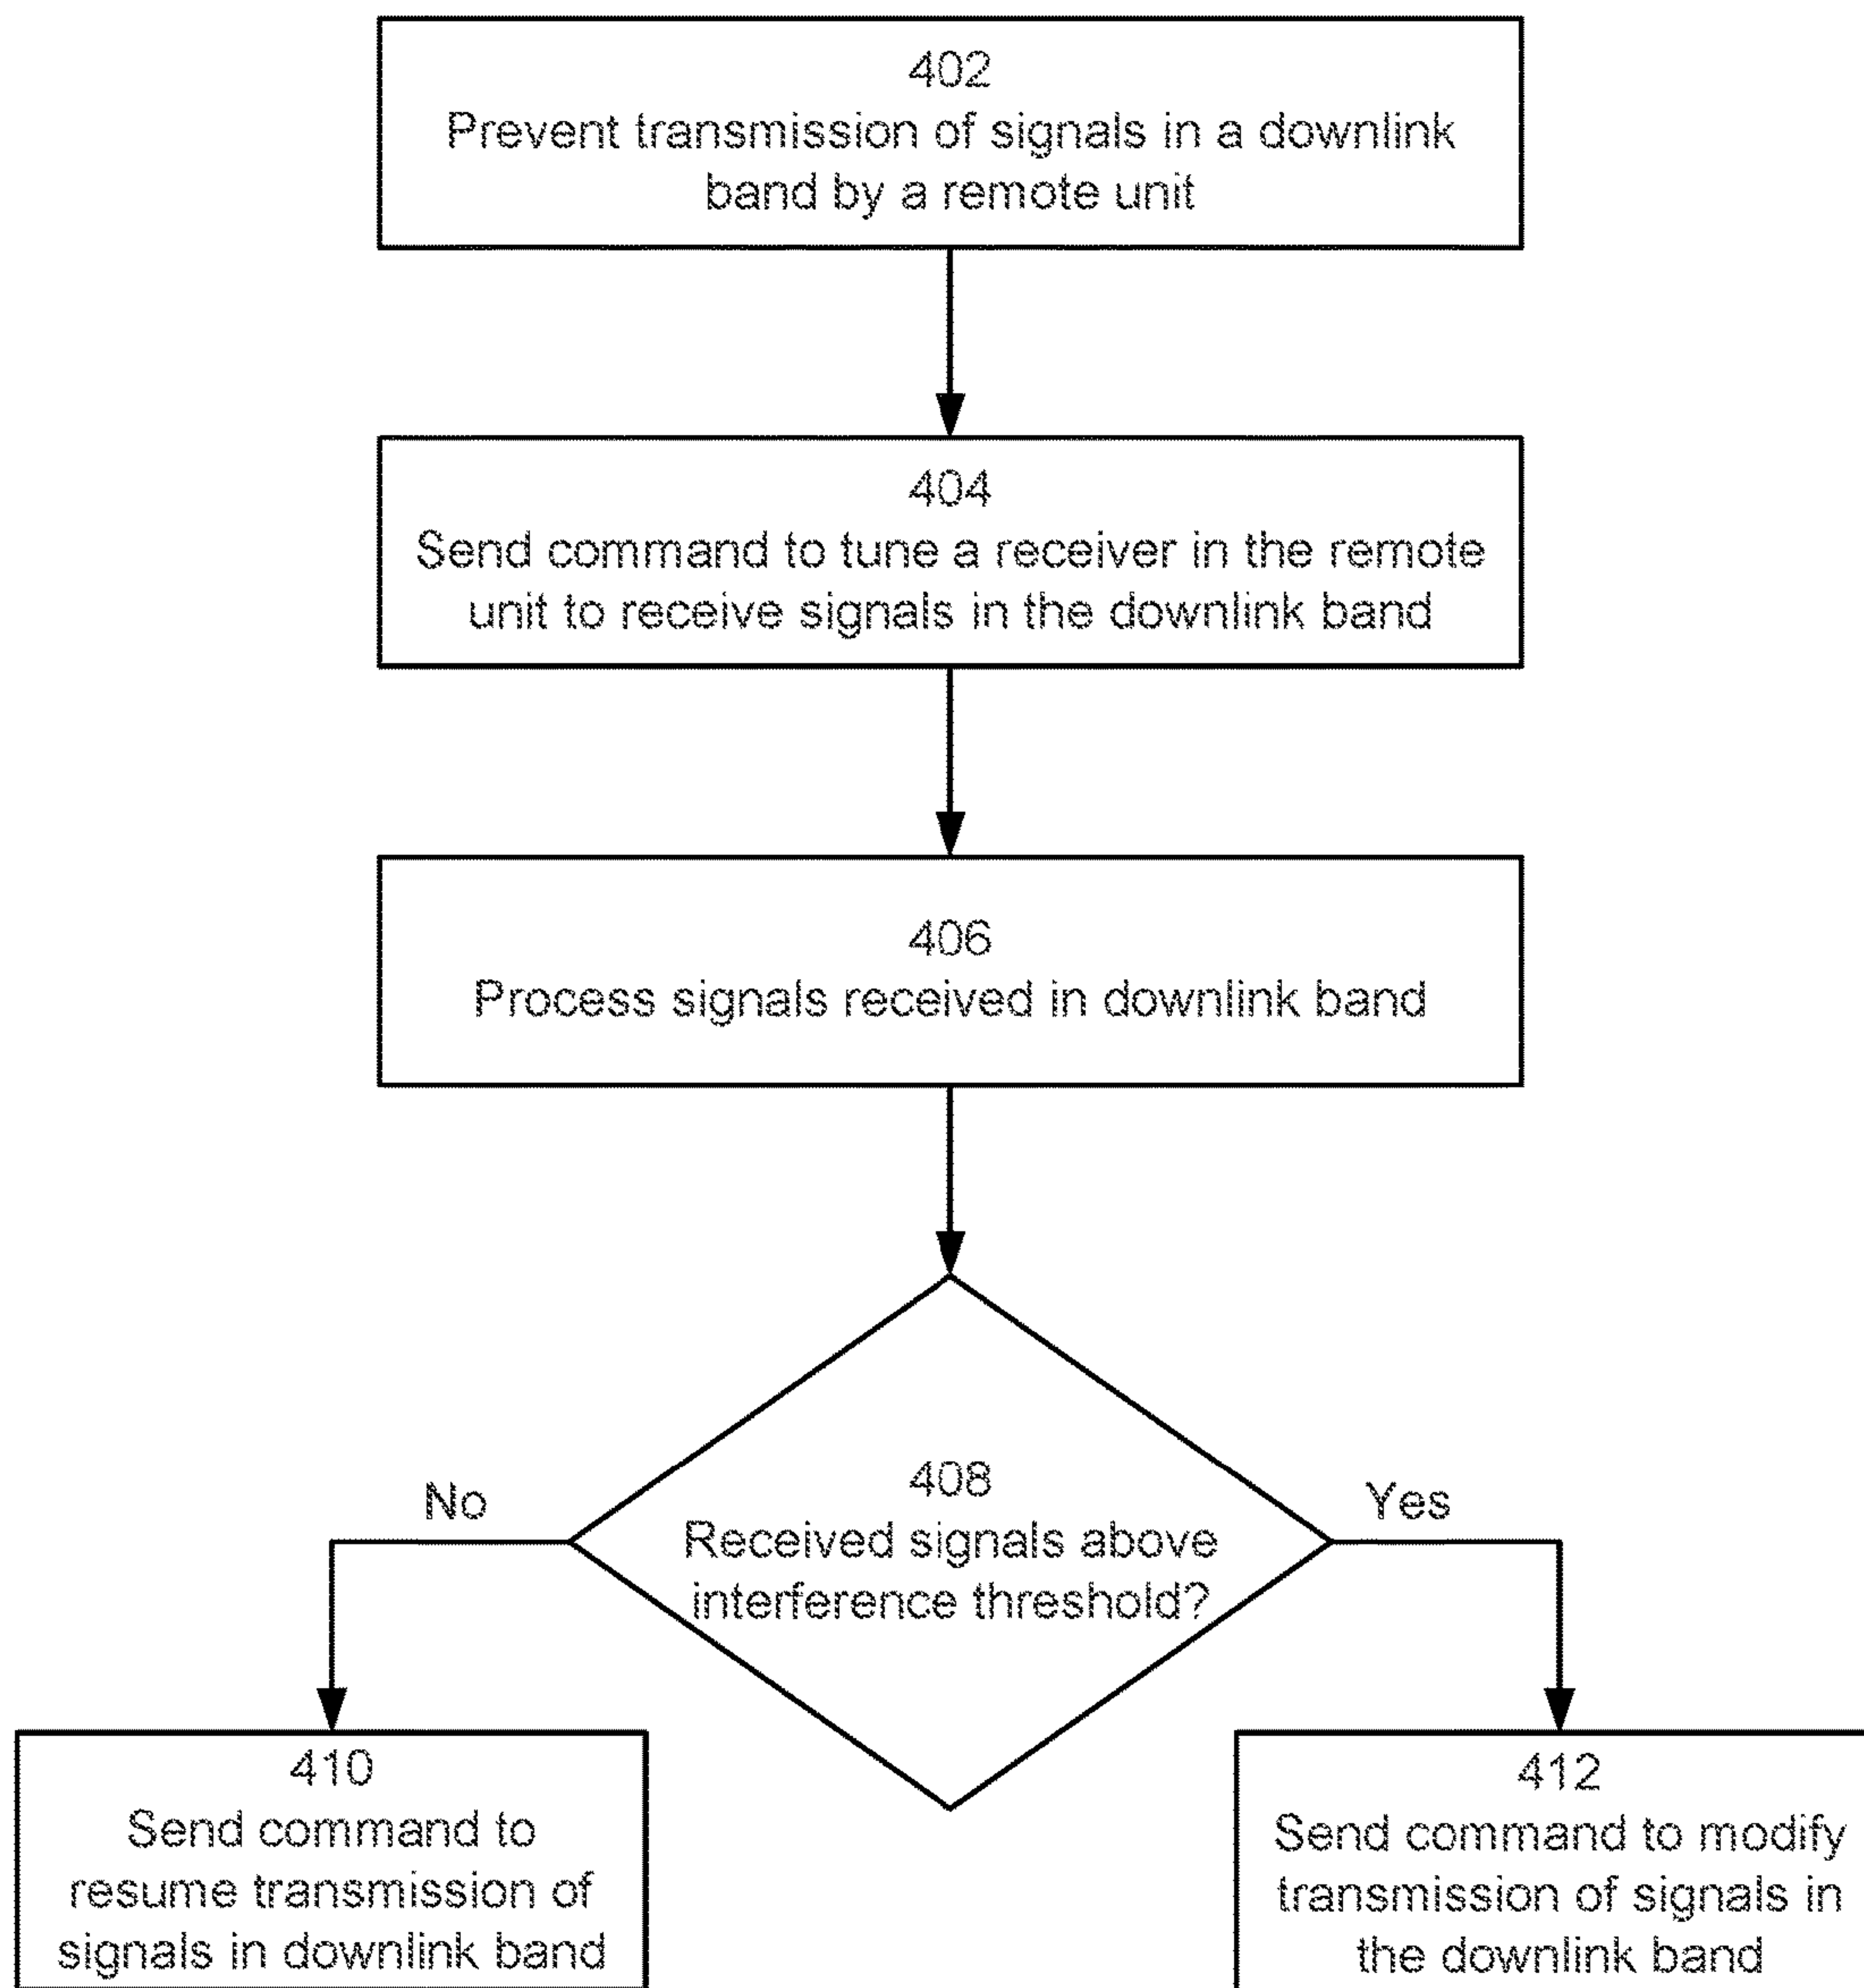 402
Prevent transmission of signals in a downlink
band by a remote unit
404
Send command to tune a receiver in the remote
unit to receive signals in the downlink band
406
Process signals received in downlink band
408
Received signals above
interference threshold?
No
Yes
410
Send command to
resume transmission of
signals in downlink band
412
Send command to modify
transmission of signals in
the downlink band